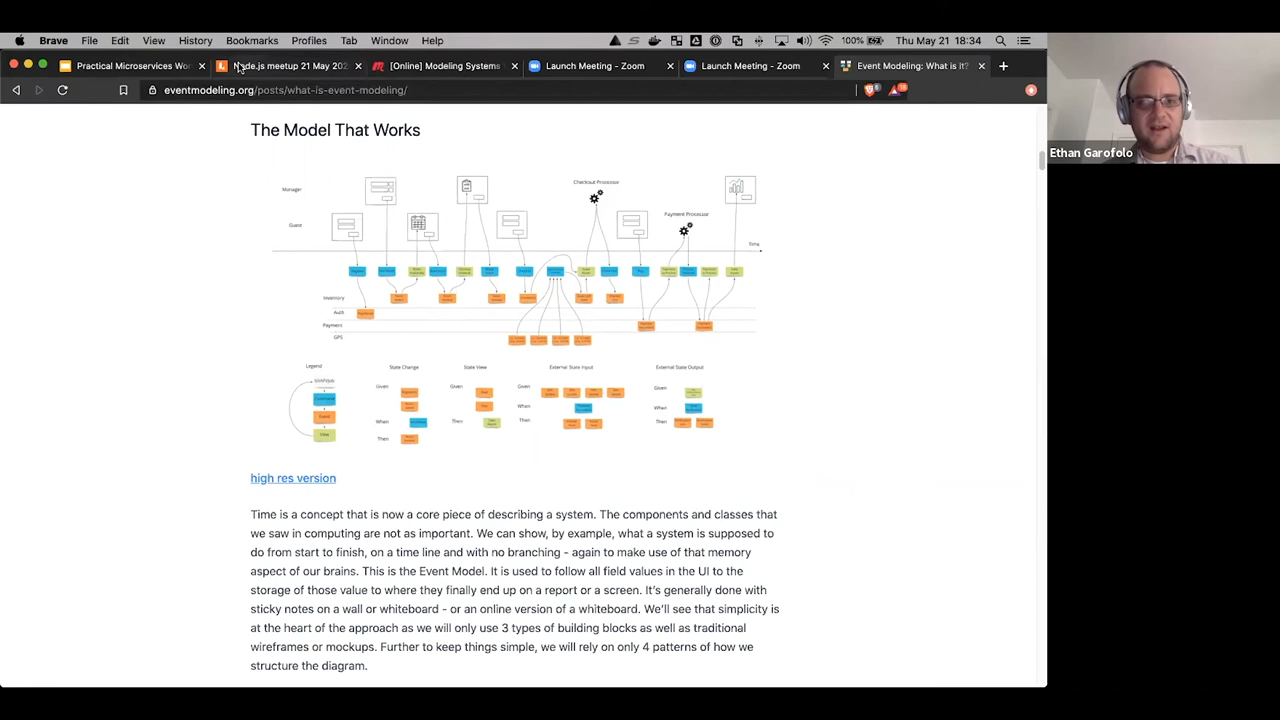 Brave File Edit View History Bookmarks Profiles Tab Window Help 100% Thu May 21 18:34
Practical Microservices Wo
Node.js meetup 21 May 202
[Online] Modeling Systems
Launch Meeting - Zoom
Launch Meeting - Zoom
Event Modeling: What is it?
eventmodeling.org/posts/what-is-event-modeling/
Ethan Garofolo
The Model That Works
Manager
Checkout Processor
Payment Processor
Guest
Time
Inventory
Auth
Payment
GPS
Legend
State Change
State View
External State Input
External State Output
Given
Given
Given
Given
When
When
When
Then
Then
Then
Then
high res version
Time is a concept that is now a core piece of describing a system. The components and classes that
we saw in computing are not as important. We can show, by example, what a system is supposed to
do from start to finish, on a time line and with no branching - again to make use of that memory
aspect of our brains. This is the Event Model. It is used to follow all field values in the UI to the
storage of those value to where they finally end up on a report or a screen. It's generally done with
sticky notes on a wall or whiteboard - or an online version of a whiteboard. We'll see that simplicity is
at the heart of the approach as we will only use 3 types of building blocks as well as traditional
wireframes or mockups. Further to keep things simple, we will rely on only 4 patterns of how we
structure the diagram.